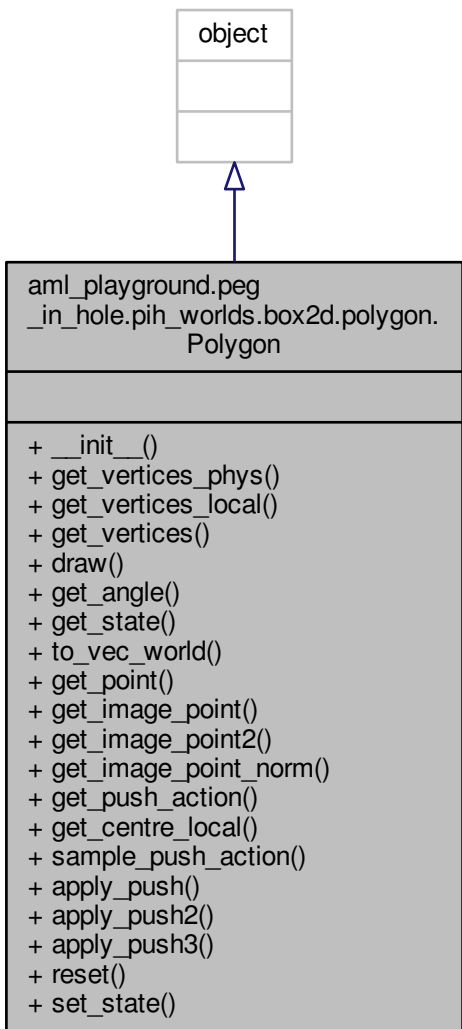 object
aml_playground.peg
_in_hole.pih_worlds.box2d.polygon.
Polygon
+ __init__()
+ get_vertices_phys()
+ get_vertices_local()
+ get_vertices()
+ draw()
+ get_angle()
+ get_state()
+ to_vec_world()
+ get_point()
+ get_image_point()
+ get_image_point2()
+ get_image_point_norm()
+ get_push_action()
+ get_centre_local()
+ sample_push_action()
+ apply_push()
+ apply_push2()
+ apply_push3()
+ reset()
+ set_state()